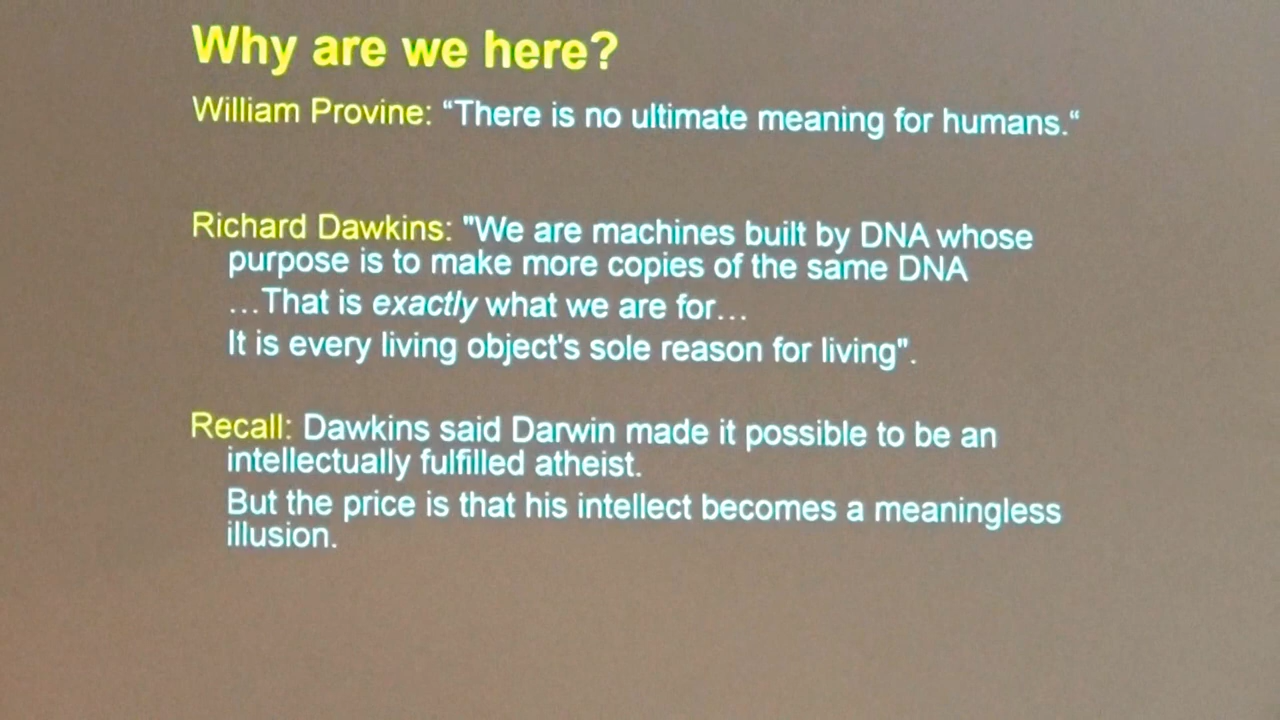 Why are we here?
William Provine: “There is no ultimate meaning for humans.“
Richard Dawkins: "We are machines built by DNA whose
purpose is to make more copies of the same DNA
…That is exactly what we are for…
It is every living object's sole reason for living".
Recall: Dawkins said Darwin made it possible to be an
intellectually fulfilled atheist.
But the price is that his intellect becomes a meaningless
illusion.